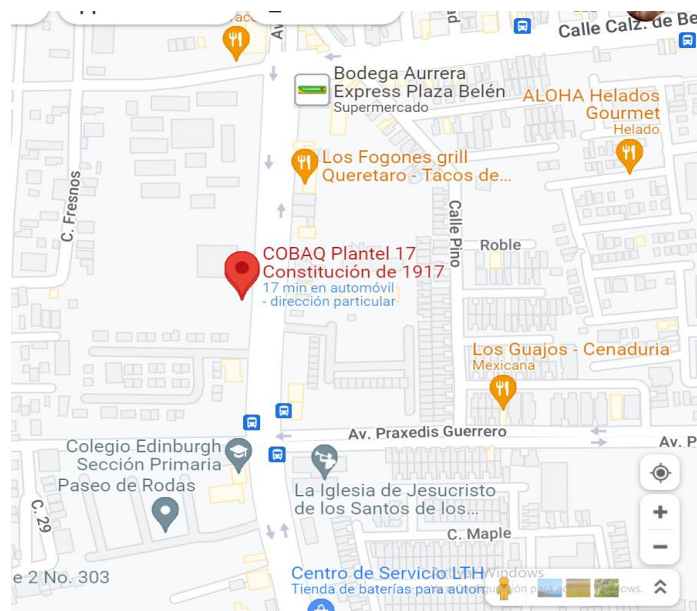 Av
Calle Calz. de Be
Bodega Aurrera
Express Plaza Belén
Supermercado
ALOHA Helados
Gourmet
Helado
Los Fogones grill
Queretaro - Tacos de...
C. Fresnos
Calle Pino
Roble
COBAQ Plantel 17
Constitución de 1917
17 min en automóvil
- dirección particular
Los Guajos - Cenaduria
Mexicana
Av. Praxedis Guerrero
Av. P
Colegio Edinburgh
Sección Primaria
Paseo de Rodas
La Iglesia de Jesucristo
de los Santos de los...
C. 29
C. Maple
e 2 No. 303
Centro de Servicio LTH
Windows
Tienda de baterías para autom